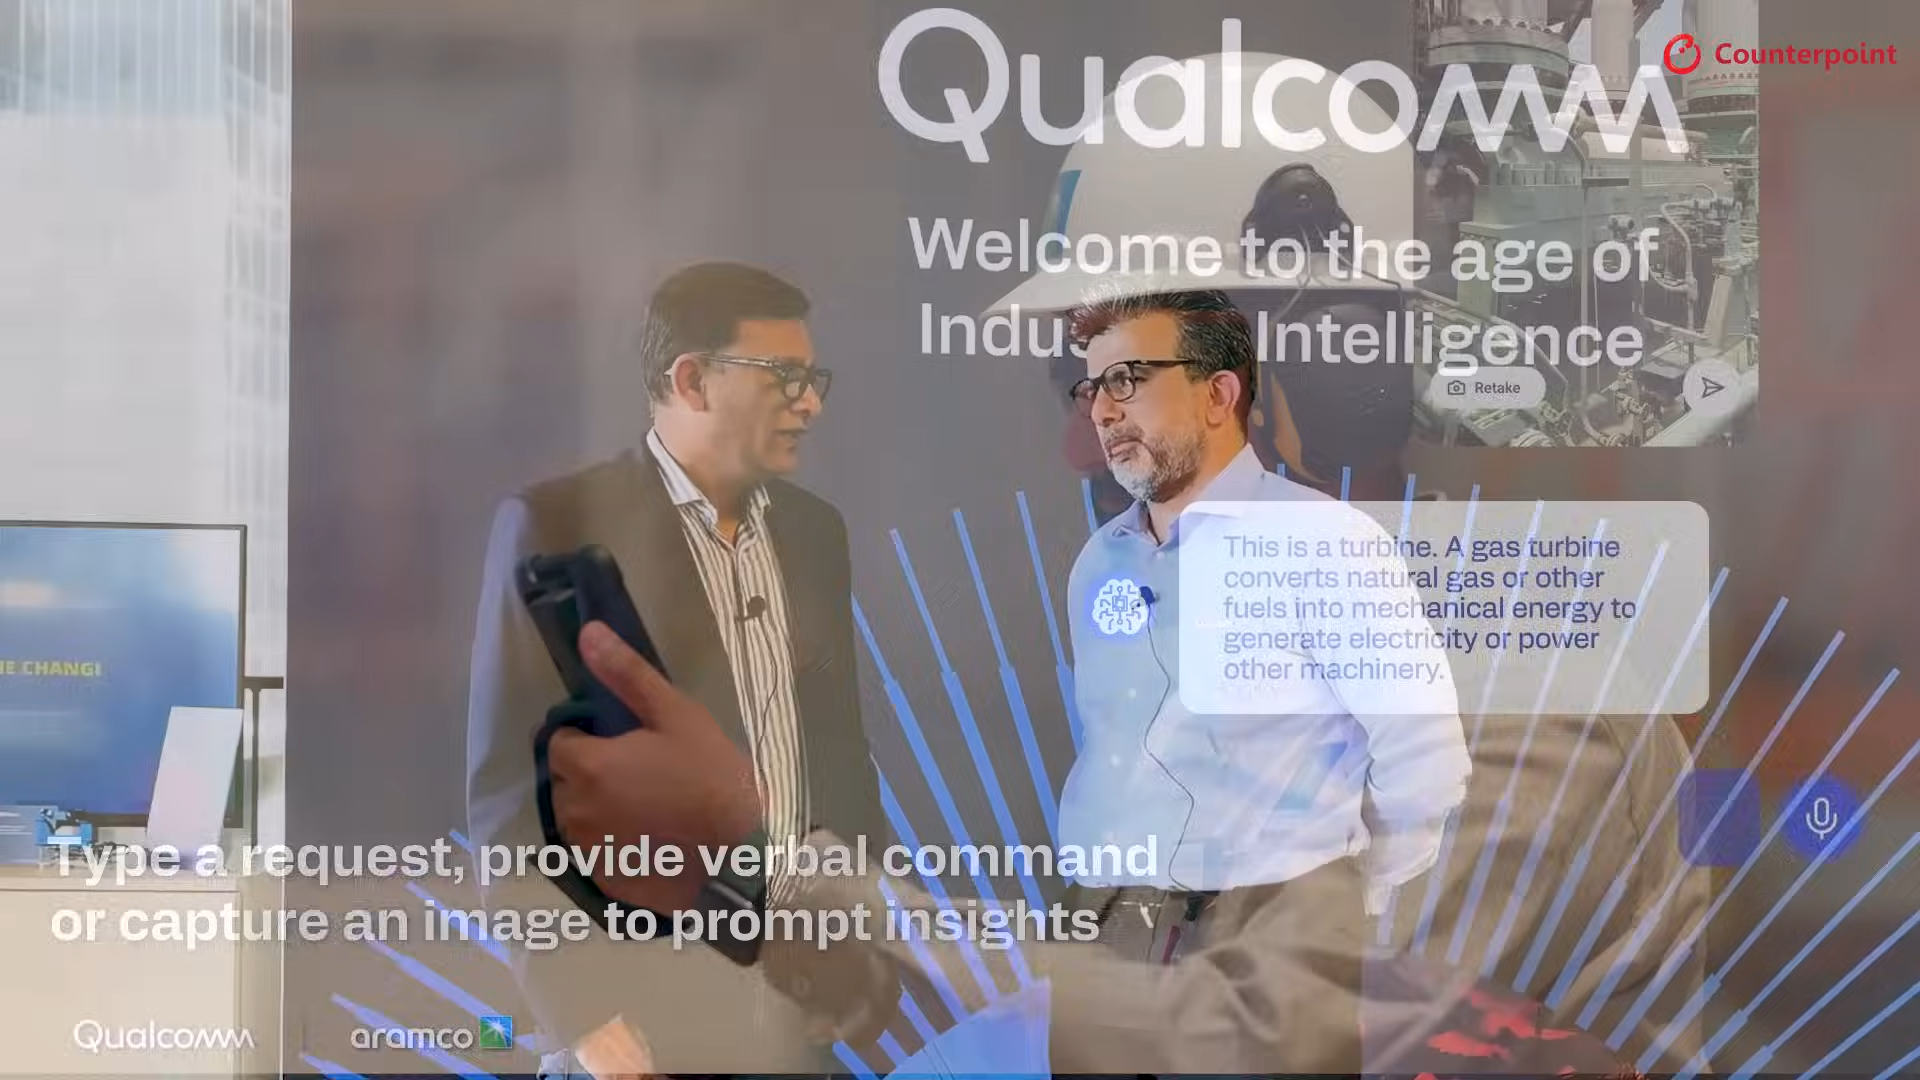 Qualcomm
Counterpoint
Welcome to the age of
Indus Intelligence
Retake
This is a turbine. A gas turbine
converts natural gas or other
fuels into mechanical energy to
generate electricity or power
other machinery.
E CHANGI
Type a request, provide verbal command
or capture an image to prompt insights
Qualcomm
aramco